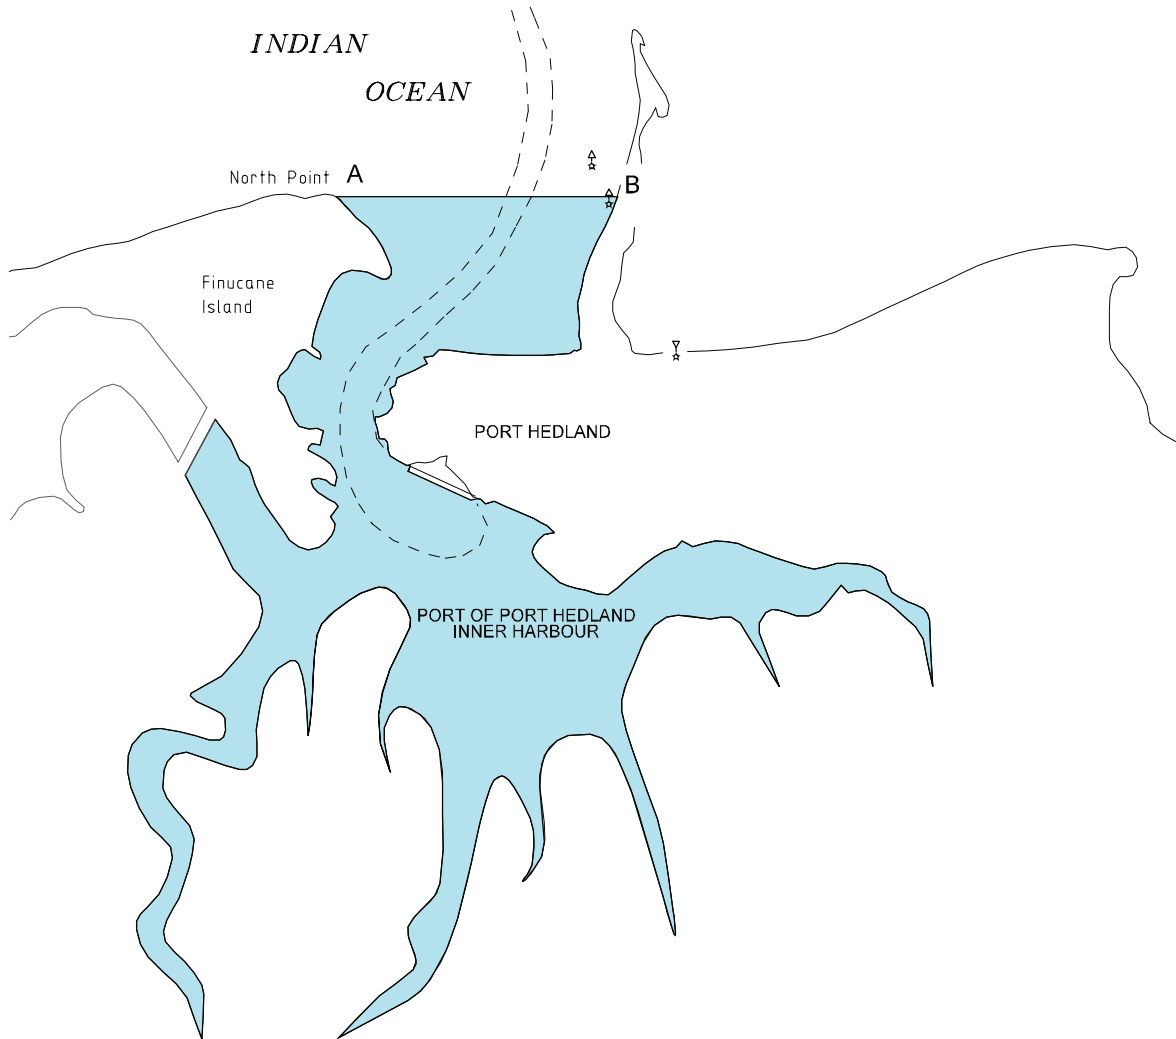 INDIAN
OCEAN
North Point
A
B
Finucane
Island
PORT HEDLAND
PORT OF PORT HEDLAND
INNER HARBOUR